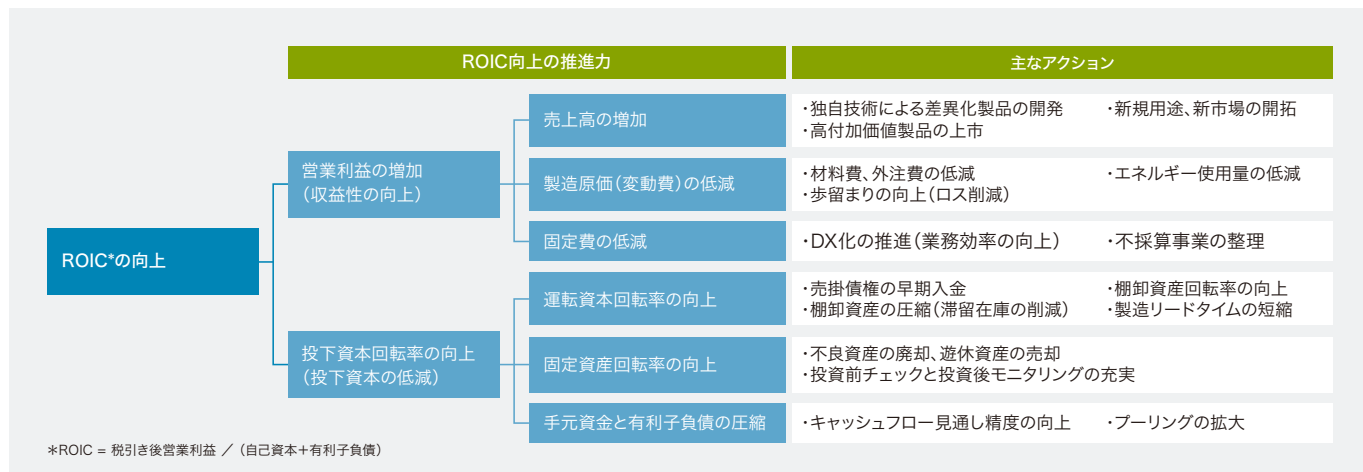 ROIC向上の推進力
主なアクション
ROIC*の向上
営業利益の増加
（収益性の向上）
売上高の増加
・独自技術による差異化製品の開発 ・新規用途、新市場の開拓
・高付加価値製品の上市
製造原価（変動費）の低減
・材料費、外注費の低減 ・エネルギー使用量の低減
・歩留まりの向上（ロス削減）
固定費の低減
・DX化の推進（業務効率の向上） ・不採算事業の整理
投下資本回転率の向上
（投下資本の低減）
運転資本回転率の向上
・売掛債権の早期入金 ・棚卸資産回転率の向上
・棚卸資産の圧縮（滞留在庫の削減） ・製造リードタイムの短縮
固定資産回転率の向上
・不良資産の廃却、遊休資産の売却
・投資前チェックと投資後モニタリングの充実
手元資金と有利子負債の圧縮
・キャッシュフロー見通し精度の向上 ・プーリングの拡大
＊ROIC = 税引き後営業利益 ／ （自己資本＋有利子負債）